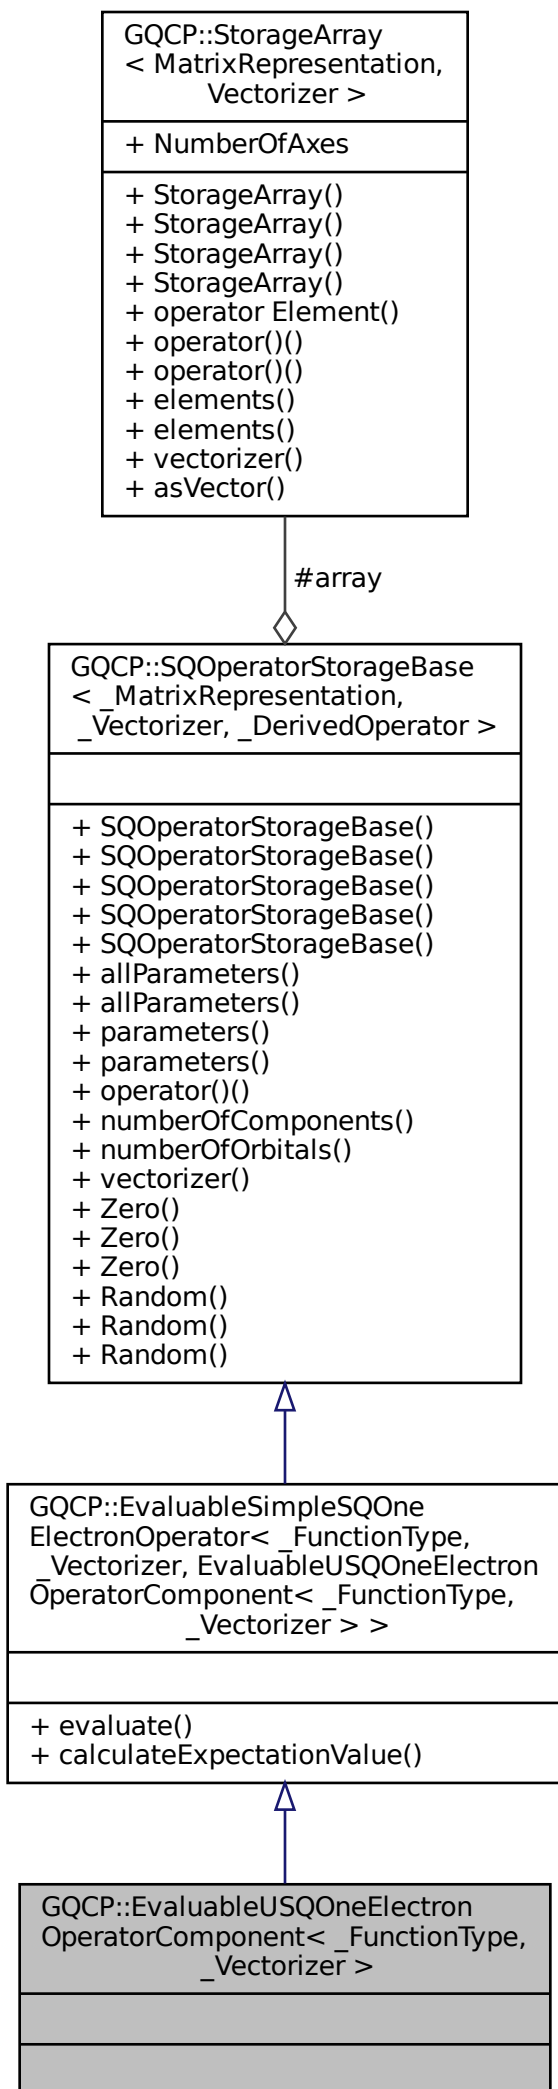 GQCP::StorageArray
< MatrixRepresentation,
Vectorizer >
+ NumberOfAxes
+ StorageArray()
+ StorageArray()
+ StorageArray()
+ StorageArray()
+ operator Element()
+ operator()()
+ operator()()
+ elements()
+ elements()
+ vectorizer()
+ asVector()
#array
GQCP::SQOperatorStorageBase
< _MatrixRepresentation,
_Vectorizer, _DerivedOperator >
+ SQOperatorStorageBase()
+ SQOperatorStorageBase()
+ SQOperatorStorageBase()
+ SQOperatorStorageBase()
+ SQOperatorStorageBase()
+ allParameters()
+ allParameters()
+ parameters()
+ parameters()
+ operator()()
+ numberOfComponents()
+ numberOfOrbitals()
+ vectorizer()
+ Zero()
+ Zero()
+ Zero()
+ Random()
+ Random()
+ Random()
GQCP::EvaluableSimpleSQOne
ElectronOperator< _FunctionType,
_Vectorizer, EvaluableUSQOneElectron
OperatorComponent< _FunctionType,
_Vectorizer > >
+ evaluate()
+ calculateExpectationValue()
GQCP::EvaluableUSQOneElectron
OperatorComponent< _FunctionType,
_Vectorizer >